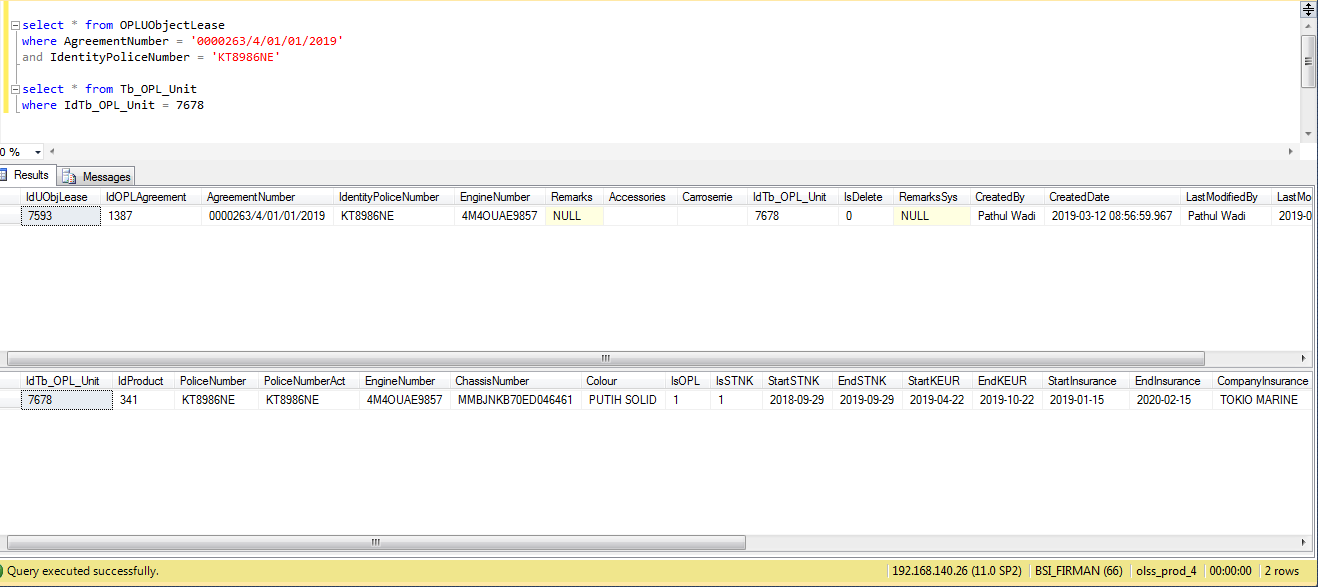 select * from OPLUObjectLease
where AgreementNumber = '0000263/4/01/01/2019'
and IdentityPoliceNumber = 'KT8986NE'
select * from Tb_OPL_Unit
where IdTb_OPL_Unit = 7678
0 %
Results Messages
IdUObjLease IdOPLAgreement AgreementNumber IdentityPoliceNumber EngineNumber Remarks Accessories Carroserrie IdTb_OPL_Unit IsDelete RemarksSys CreatedBy CreatedDate LastModifiedBy LastMo
7593 1387 0000263/4/01/01/2019 KT8986NE 4M4OUAE9857 NULL 7678 0 NULL Pathul Wadi 2019-03-12 08:56:59.967 Pathul Wadi 2019-0
IdTb_OPL_Unit IdProduct PoliceNumber PoliceNumberAct EngineNumber ChassisNumber Colour IsOPL IsSTNK StartSTNK EndSTNK StartKEUR EndKEUR StartInsurance EndInsurance CompanyInsurance
7678 341 KT8986NE KT8986NE 4M4OUAE9857 MMBJNKB70ED046461 PUTIH SOLID 1 1 2018-09-29 2019-09-29 2019-04-22 2019-10-22 2019-01-15 2020-02-15 TOKIO MARINE
Query executed successfully. 192.168.140.26 (11.0 SP2) BSI_FIRMAN (66) olss_prod_4 00:00:00 2 rows